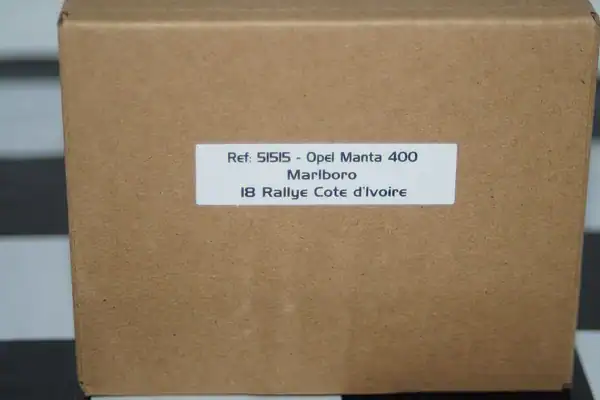 Ref: 51515 - Opel Manta 400
Marlboro
18 Rallye Cote d'Ivoire